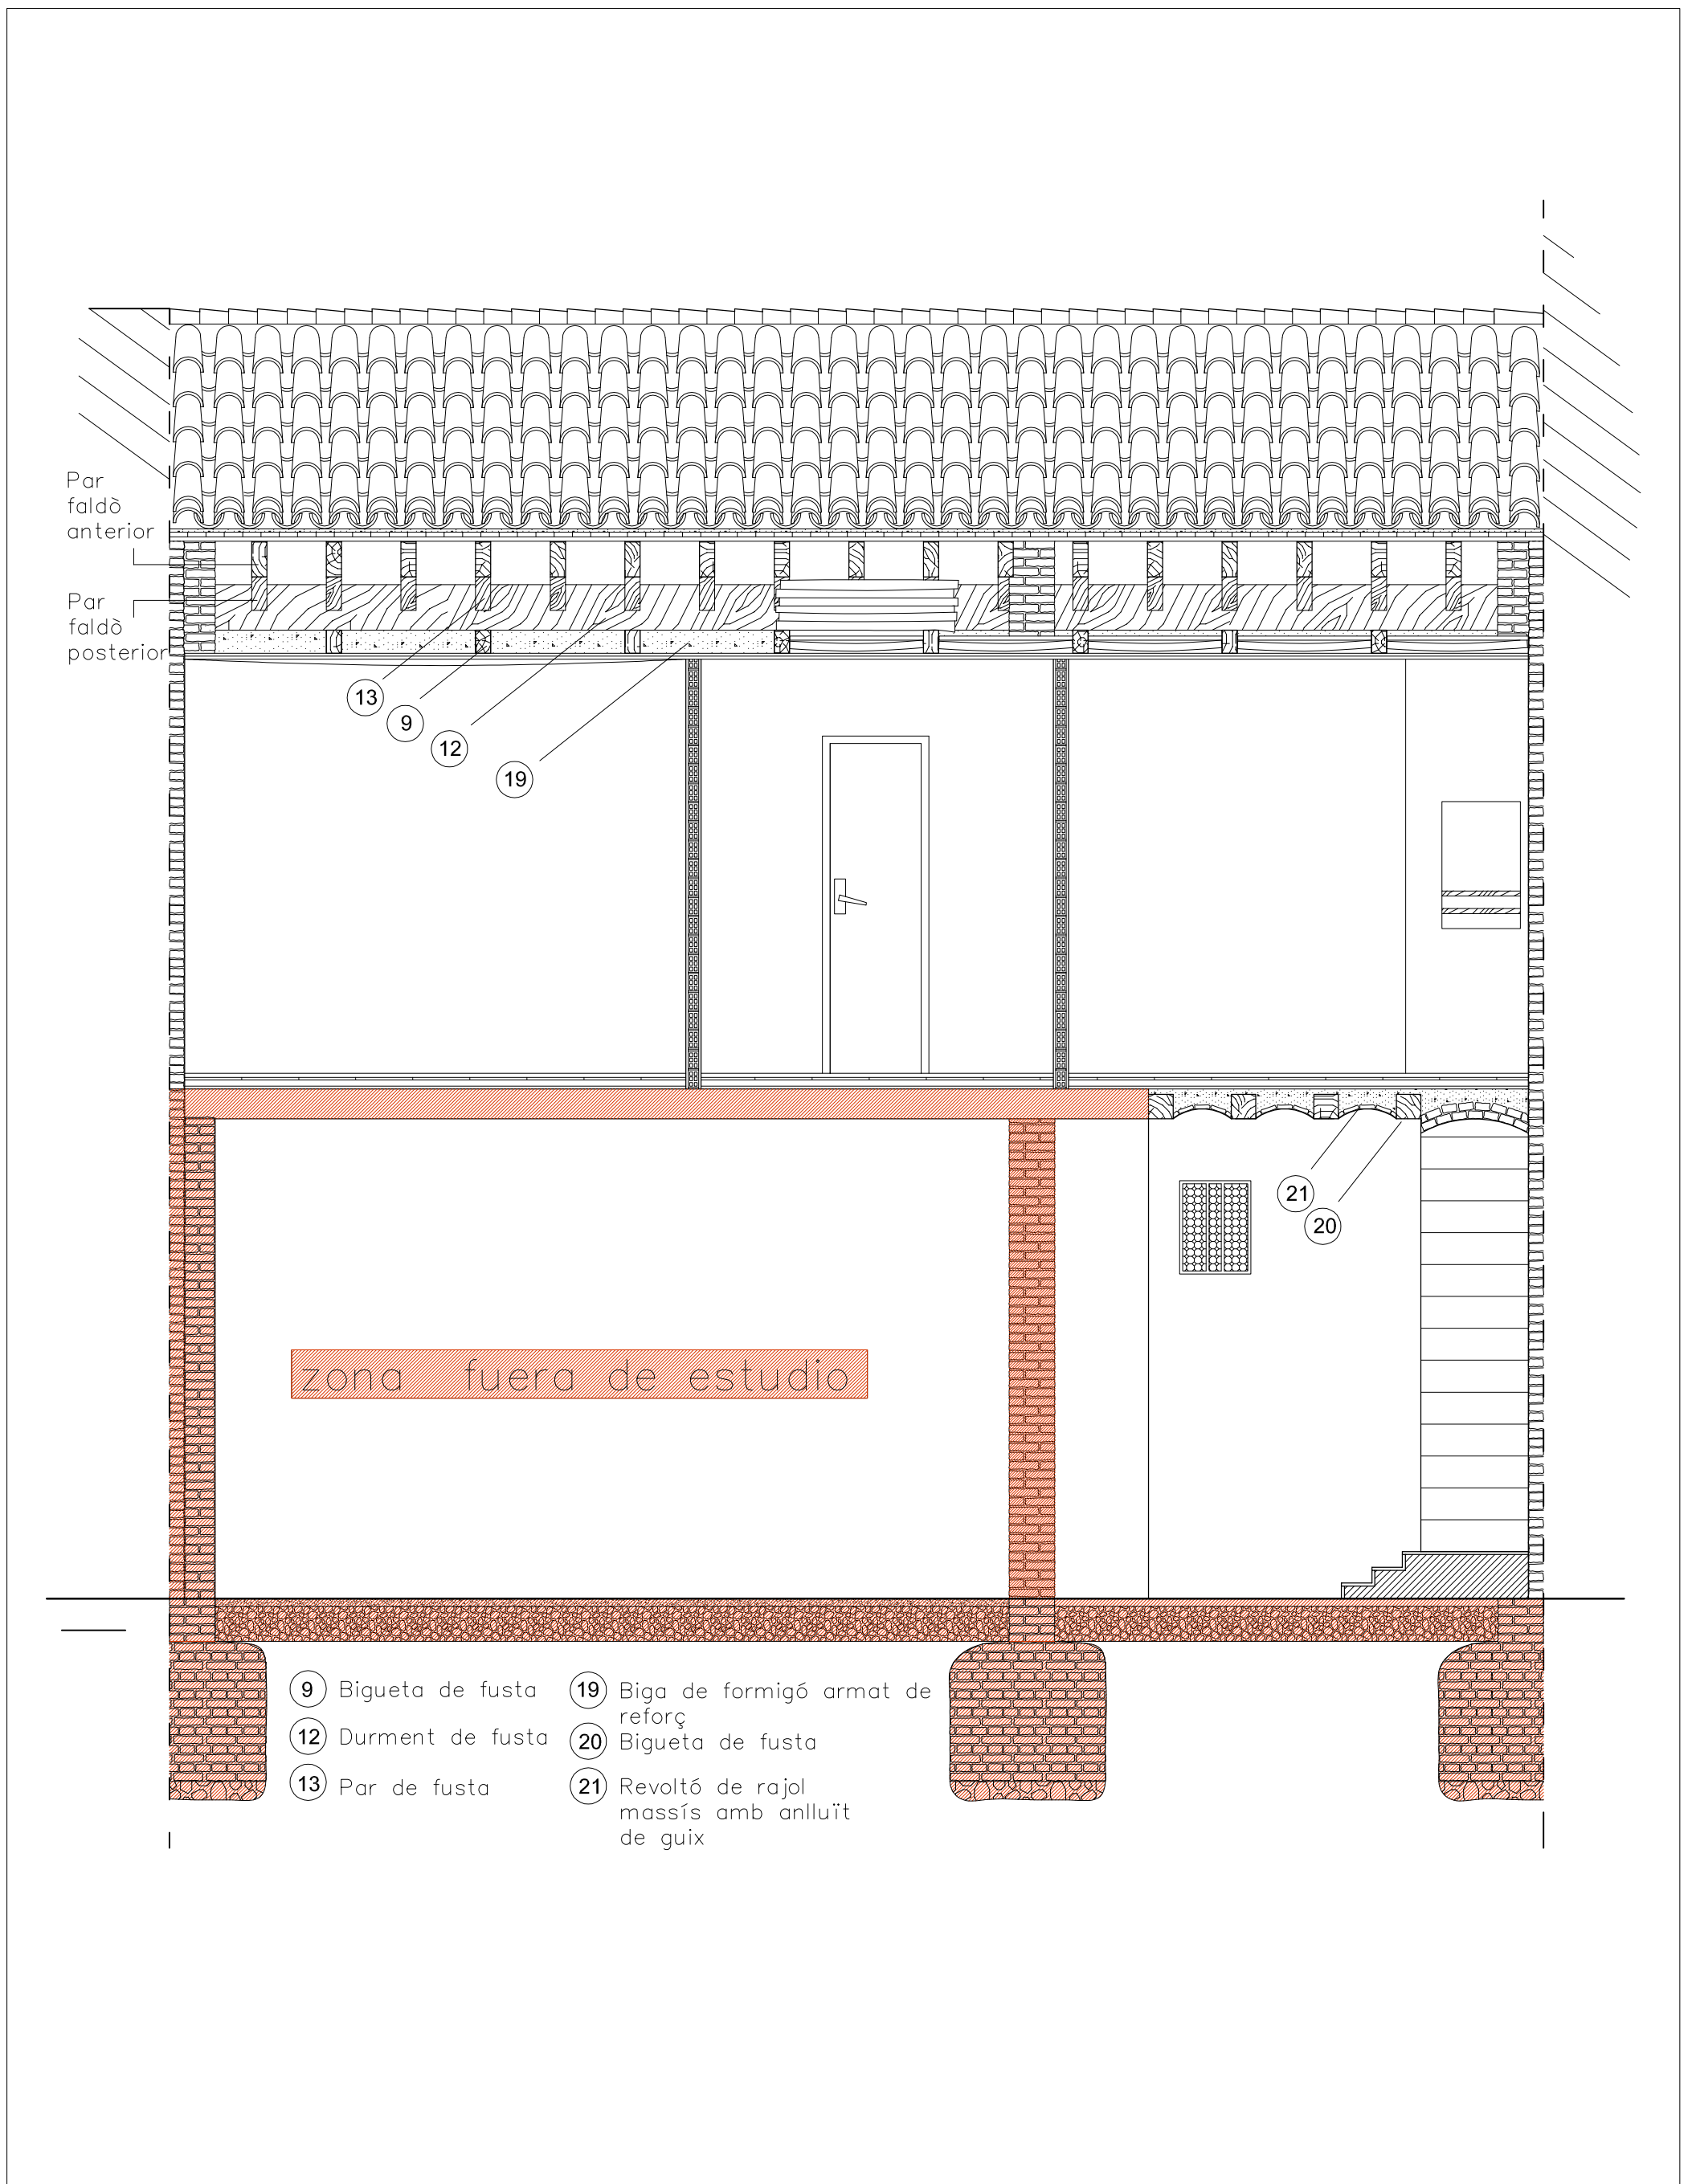 Par
faldò
anterior
Par
faldò
posterior
13
9
12
19
21
20
zona fuera de estudio
9 Bigueta de fusta
12 Durment de fusta
13 Par de fusta
19 Biga de formigó armat de
reforç
20 Bigueta de fusta
21 Revoltó de rajol
massís amb anlluït
de guix